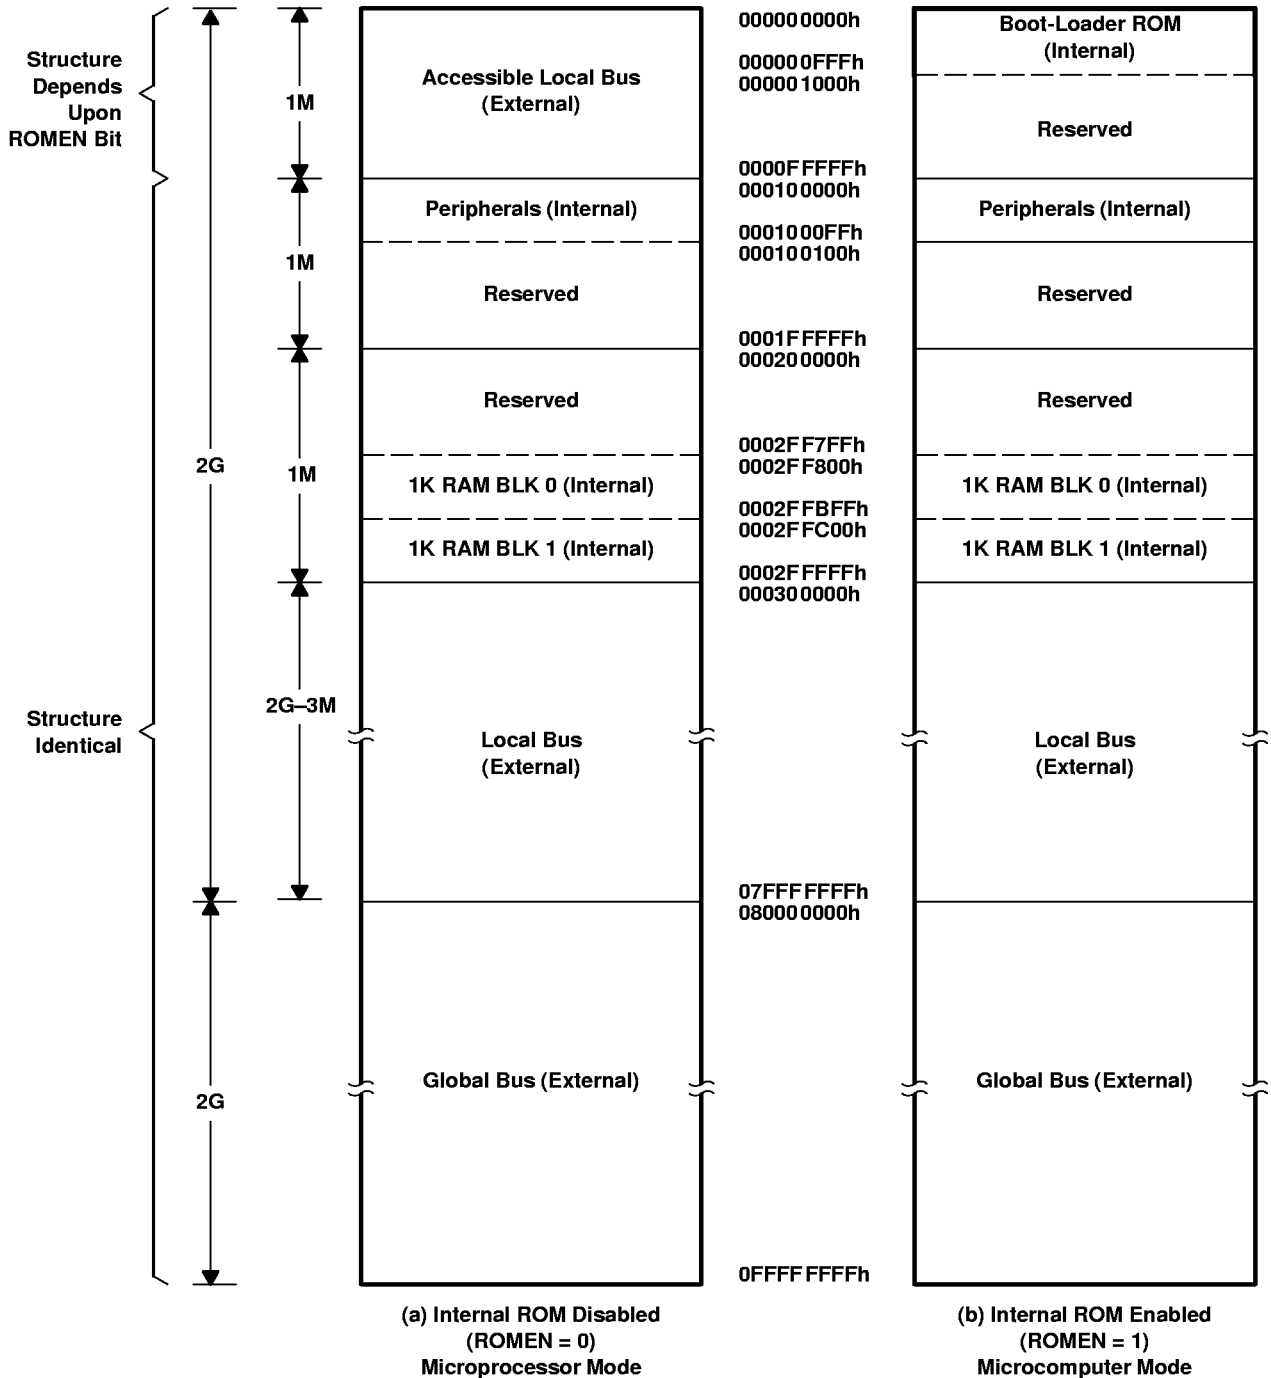 Structure
Depends
Upon
ROMEN Bit
Structure
Identical
2G
2G
1M
1M
1M
2G–3M
Accessible Local Bus
(External)
Peripherals (Internal)
Reserved
Reserved
1K RAM BLK 0 (Internal)
1K RAM BLK 1 (Internal)
Local Bus
(External)
Global Bus (External)
(a) Internal ROM Disabled
(ROMEN = 0)
Microprocessor Mode
000000000h
000000FFFh
000001000h
0000FFFFFh
000100000h
0001000FFh
000100100h
0001FFFFFh
000200000h
0002FF7FFh
0002FF800h
0002FFBFFh
0002FFC00h
0002FFFFFh
000300000h
07FFFFFFFh
080000000h
0FFFFFFFFh
Boot-Loader ROM
(Internal)
Reserved
Peripherals (Internal)
Reserved
Reserved
1K RAM BLK 0 (Internal)
1K RAM BLK 1 (Internal)
Local Bus
(External)
Global Bus (External)
(b) Internal ROM Enabled
(ROMEN = 1)
Microcomputer Mode